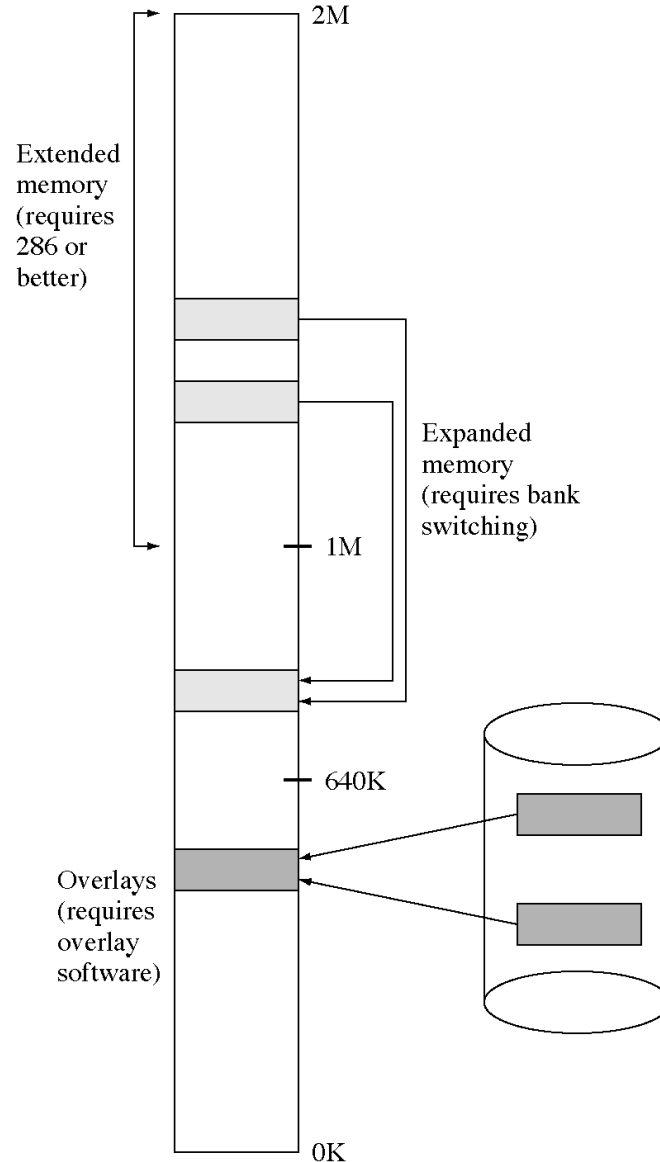 2M
Extended
memory
(requires
286 or
better)
Expanded
memory
(requires bank
switching)
1M
640K
Overlays
(requires
overlay
software)
0K